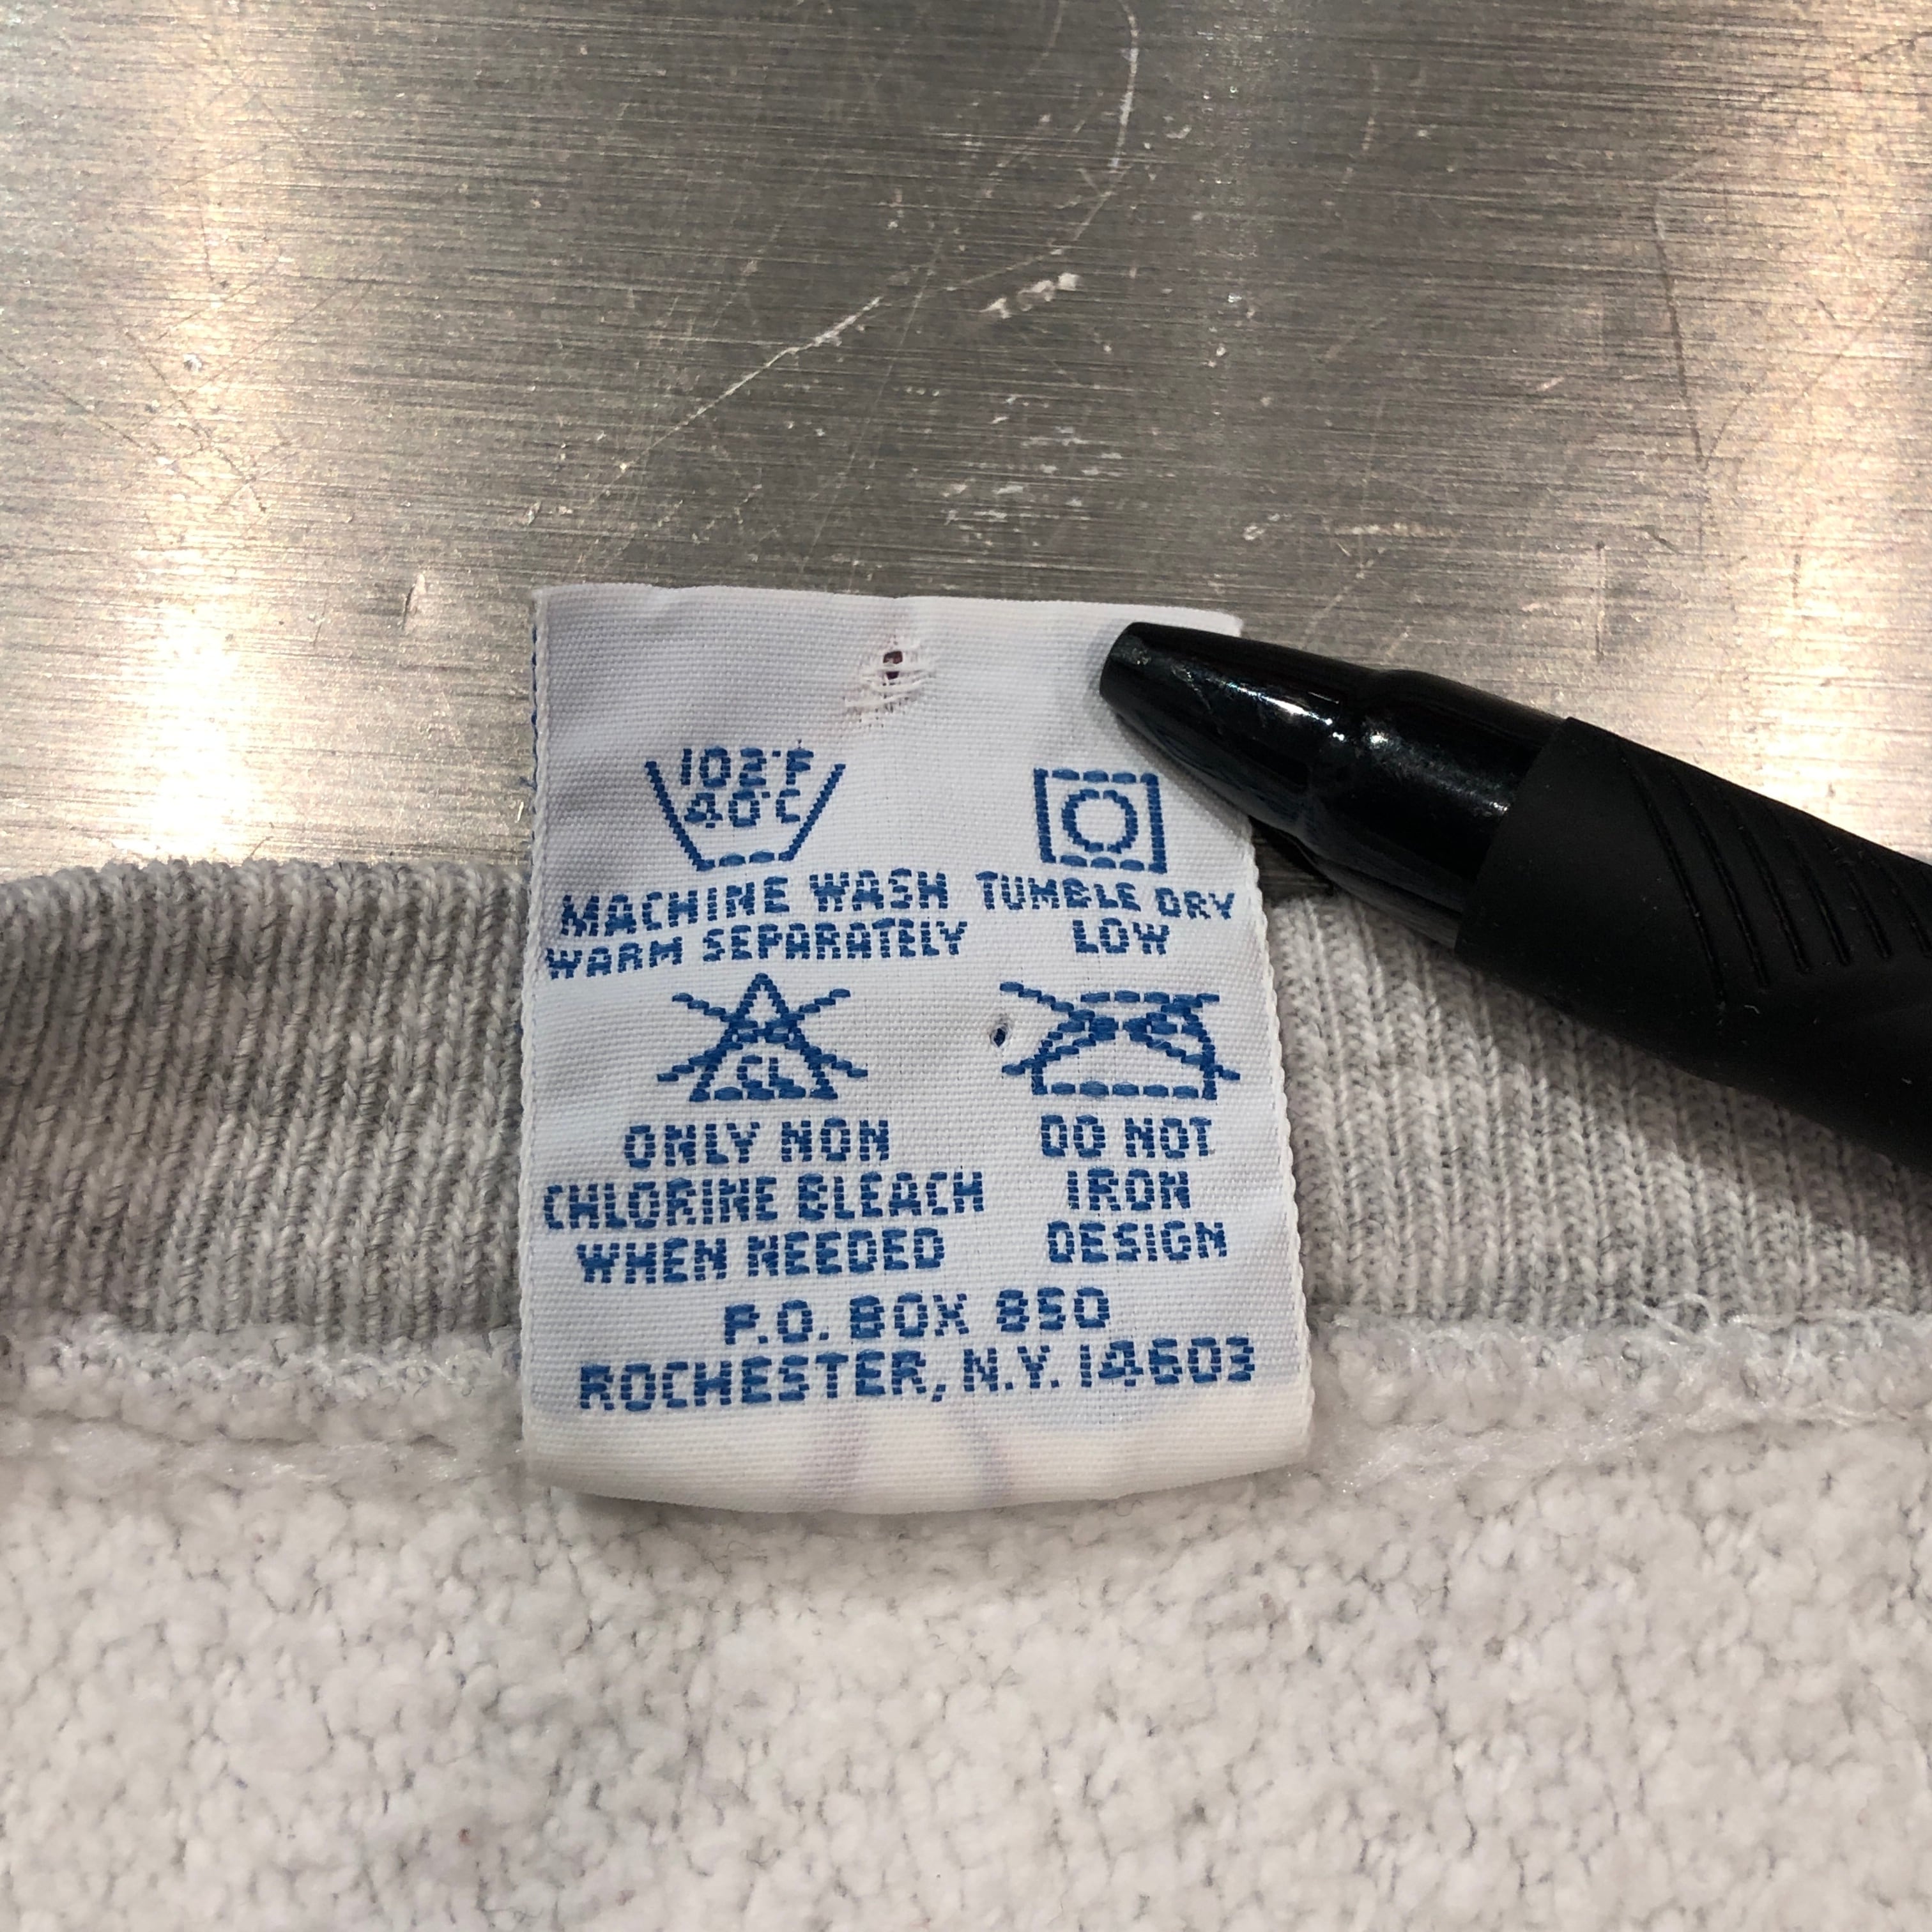 102°F
40°C
MACHINE WASH
WARM SEPARATELY
TUMBLE DRY
LOW
CL
ONLY NON
CHLORINE BLEACH
WHEN NEEDED
DO NOT
IRON
DESIGN
P.O. BOX 850
ROCHESTER, N.Y. 14603